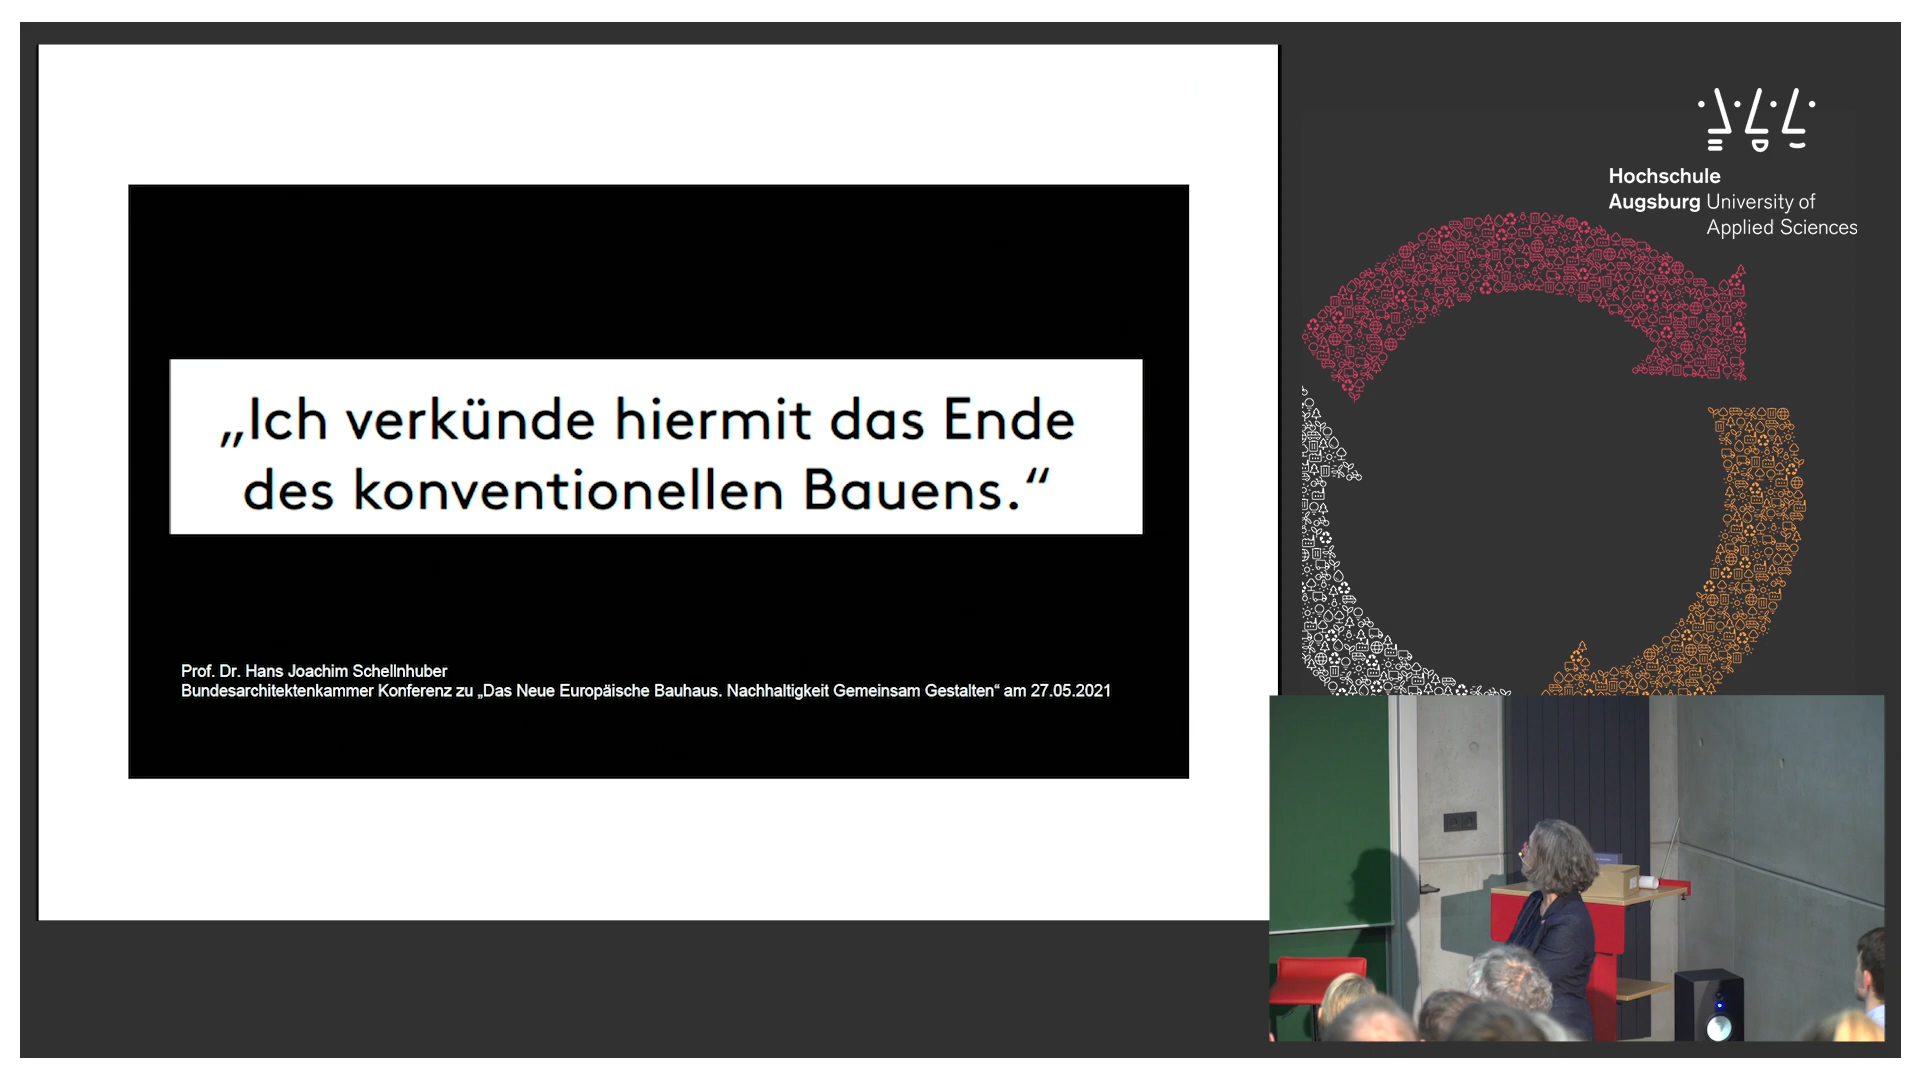 „Ich verkünde hiermit das Ende
des konventionellen Bauens.“
Prof. Dr. Hans Joachim Schellnhuber
Bundesarchitektenkammer Konferenz zu „Das Neue Europäische Bauhaus. Nachhaltigkeit Gemeinsam Gestalten“ am 27.05.2021
Hochschule
Augsburg University of
Applied Sciences